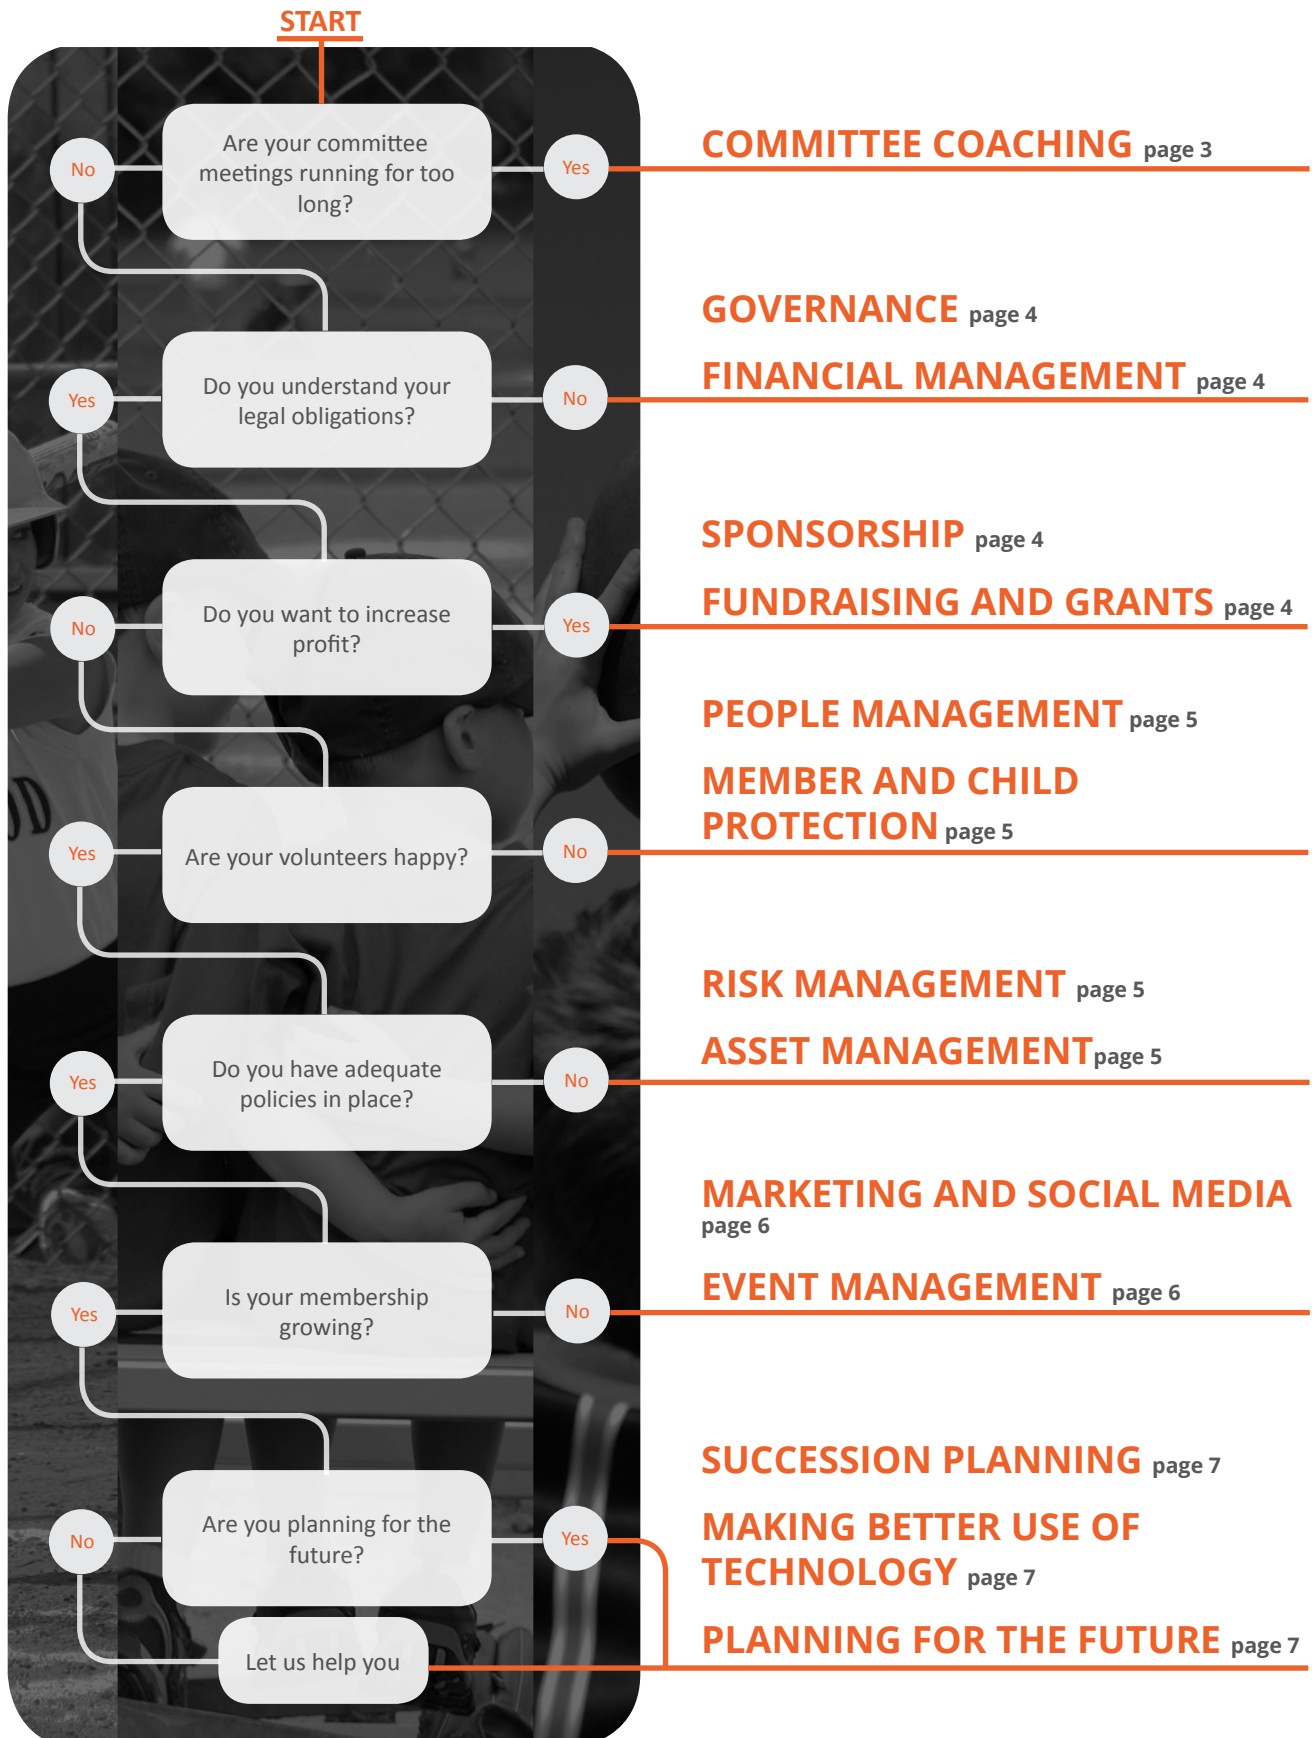 START
Are your committee
meetings running for too
long?
No
Yes
COMMITTEE COACHING page 3
GOVERNANCE page 4
FINANCIAL MANAGEMENT page 4
Do you understand your
legal obligations?
Yes
No
SPONSORSHIP page 4
FUNDRAISING AND GRANTS page 4
Do you want to increase
profit?
No
Yes
PEOPLE MANAGEMENT page 5
MEMBER AND CHILD
PROTECTION page 5
Are your volunteers happy?
Yes
No
RISK MANAGEMENT page 5
ASSET MANAGEMENT page 5
Do you have adequate
policies in place?
Yes
No
MARKETING AND SOCIAL MEDIA
page 6
EVENT MANAGEMENT page 6
Is your membership
growing?
Yes
No
SUCCESSION PLANNING page 7
MAKING BETTER USE OF
TECHNOLOGY page 7
PLANNING FOR THE FUTURE page 7
Are you planning for the
future?
No
Yes
Let us help you